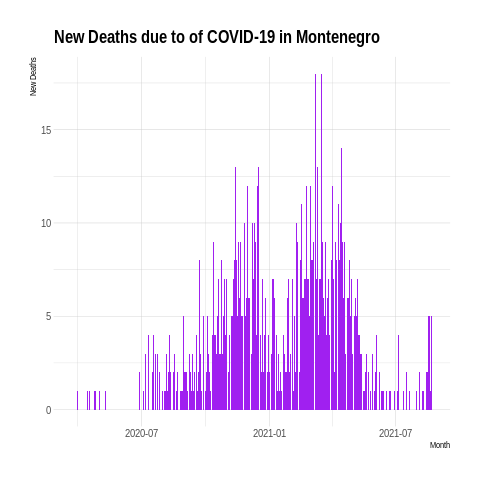 New Deaths due to of COVID-19 in Montenegro
New Deaths
15
10
5
0
2020-07
2021-01
2021-07
Month